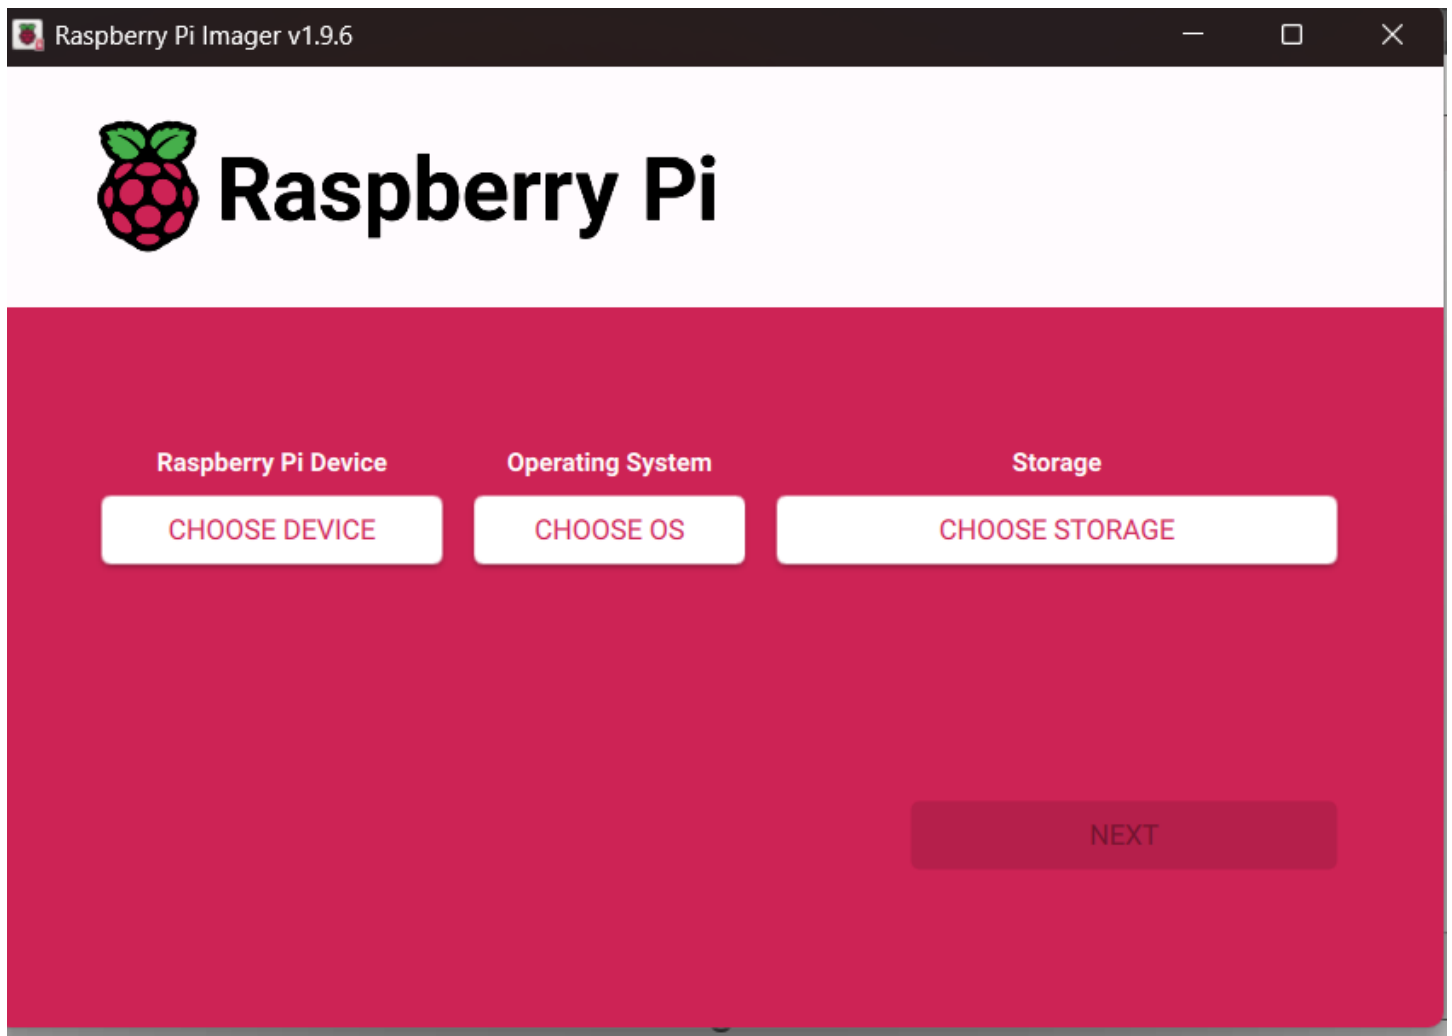 Raspberry Pi Imager v1.9.6
Raspberry Pi
Raspberry Pi Device
Operating System
Storage
CHOOSE DEVICE
CHOOSE OS
CHOOSE STORAGE
NEXT